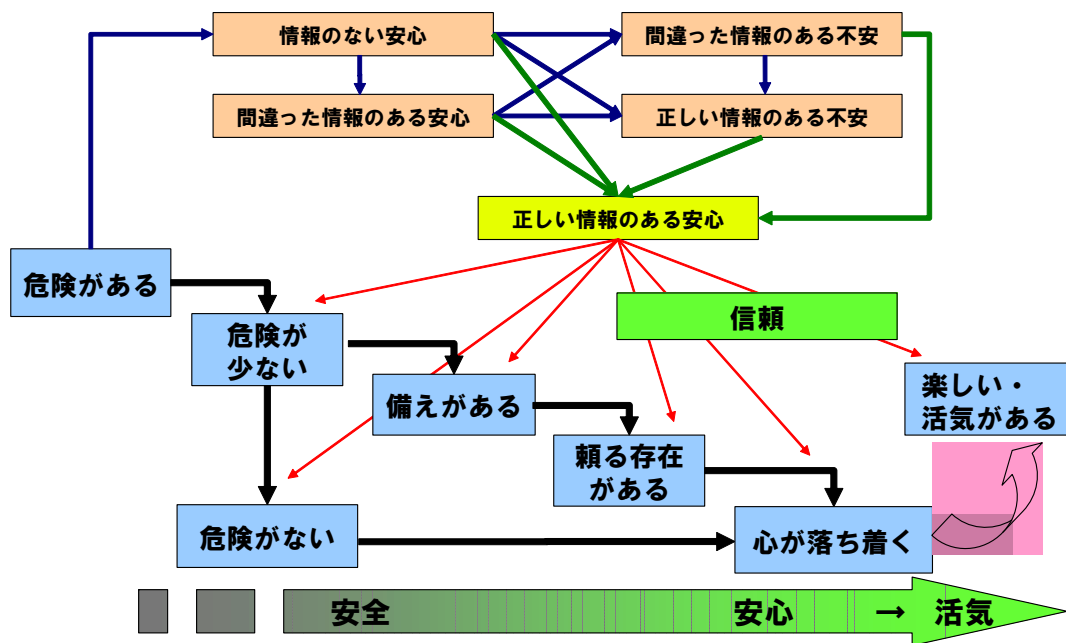 情報のない安心
間違った情報のある不安
間違った情報のある安心
正しい情報のある不安
正しい情報のある安心
危険がある
信頼
危険が
少ない
楽しい・
活気がある
備えがある
頼る存在
がある
危険がない
心が落ち着く
安全
安心
→
活気